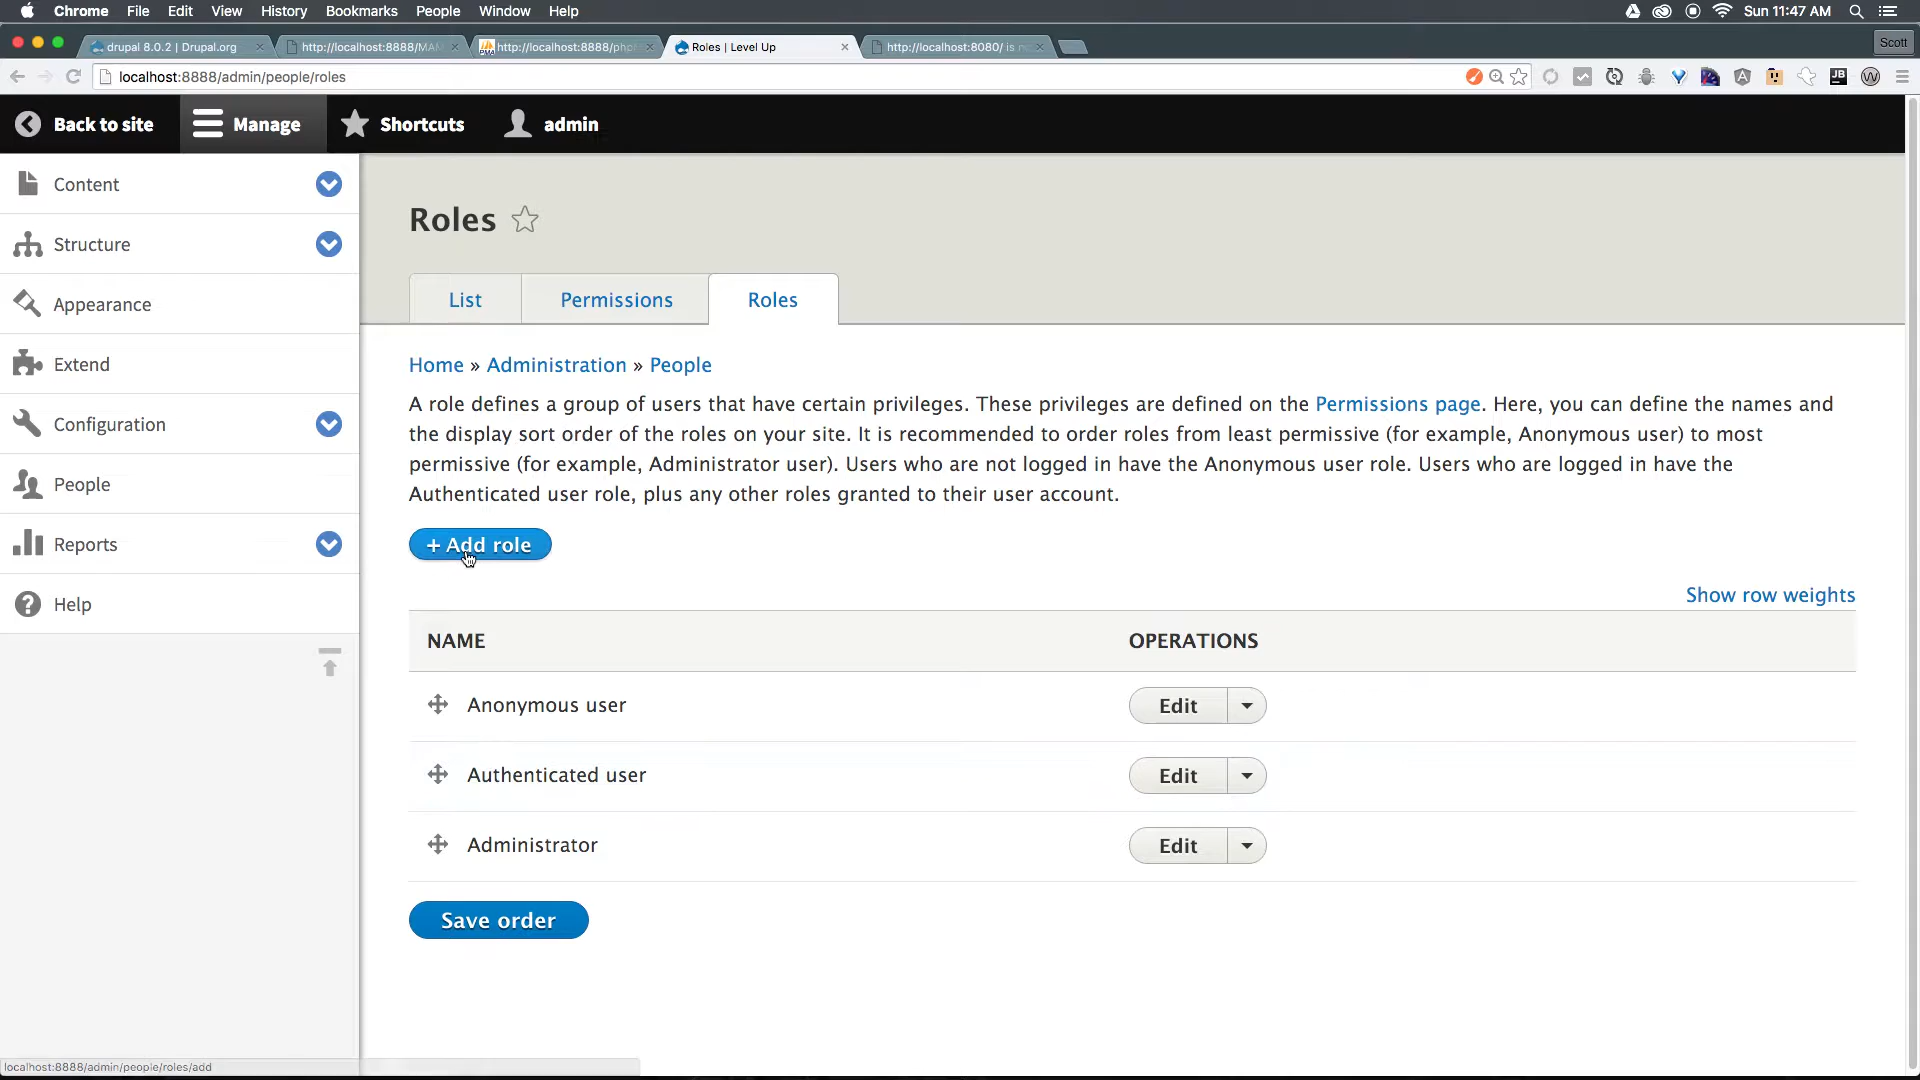 Chrome File Edit View History Bookmarks People Window Help Sun 11:47 AM
drupal 8.0.2 | Drupal.org http://localhost:8888/MAM http://localhost:8888/php Roles | Level Up http://localhost:8080/ is n Scott
localhost:8888/admin/people/roles
Back to site Manage Shortcuts admin
Content
Structure
Appearance
Extend
Configuration
People
Reports
Help
Roles
List Permissions Roles
Home » Administration » People
A role defines a group of users that have certain privileges. These privileges are defined on the Permissions page. Here, you can define the names and
the display sort order of the roles on your site. It is recommended to order roles from least permissive (for example, Anonymous user) to most
permissive (for example, Administrator user). Users who are not logged in have the Anonymous user role. Users who are logged in have the
Authenticated user role, plus any other roles granted to their user account.
+ Add role
Show row weights
NAME OPERATIONS
Anonymous user Edit
Authenticated user Edit
Administrator Edit
Save order
localhost:8888/admin/people/roles/add